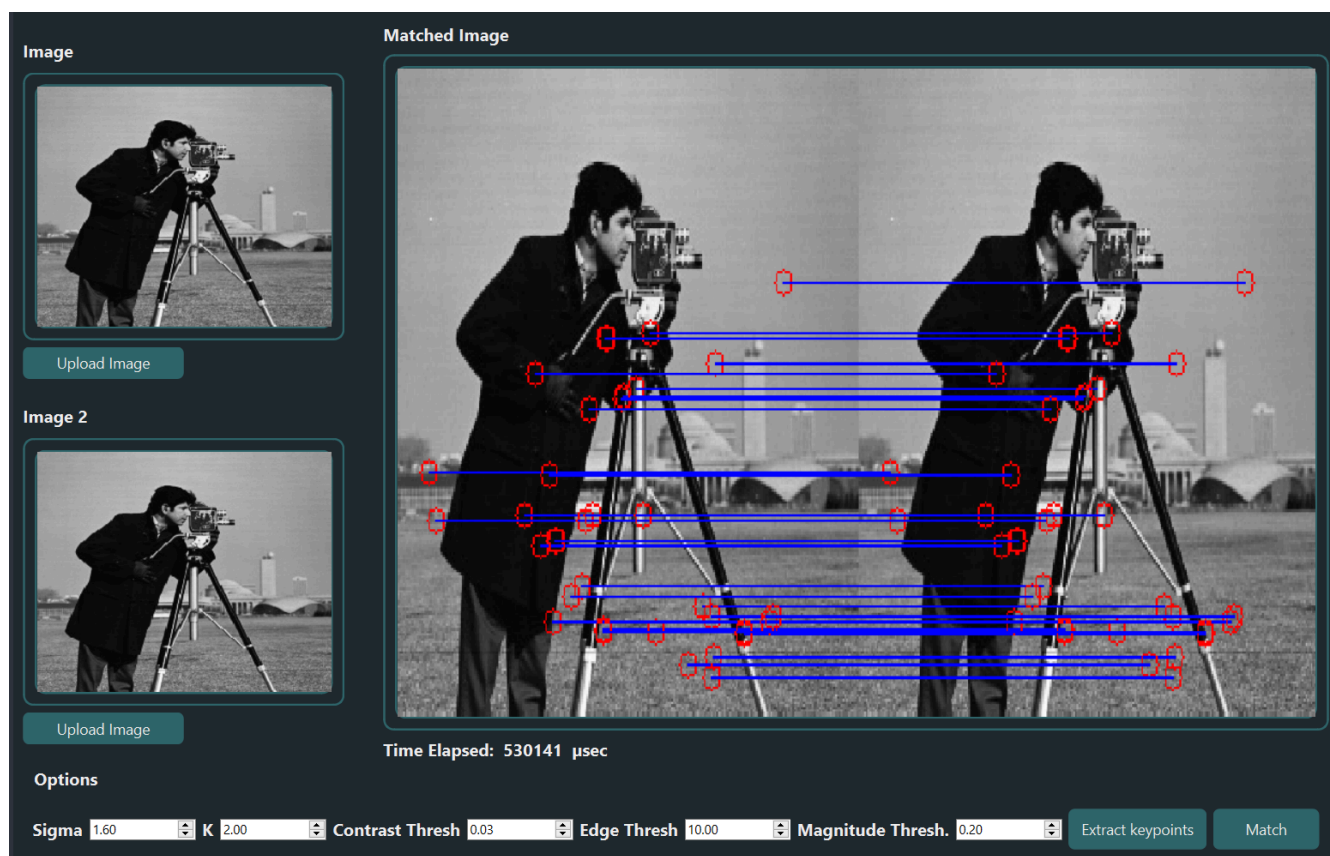 Image
Matched Image
Upload Image
Image 2
Upload Image
Time Elapsed: 530141 µsec
Options
Sigma 1.60 K 2.00 Contrast Thresh 0.03 Edge Thresh 10.00 Magnitude Thresh. 0.20 Extract keypoints Match